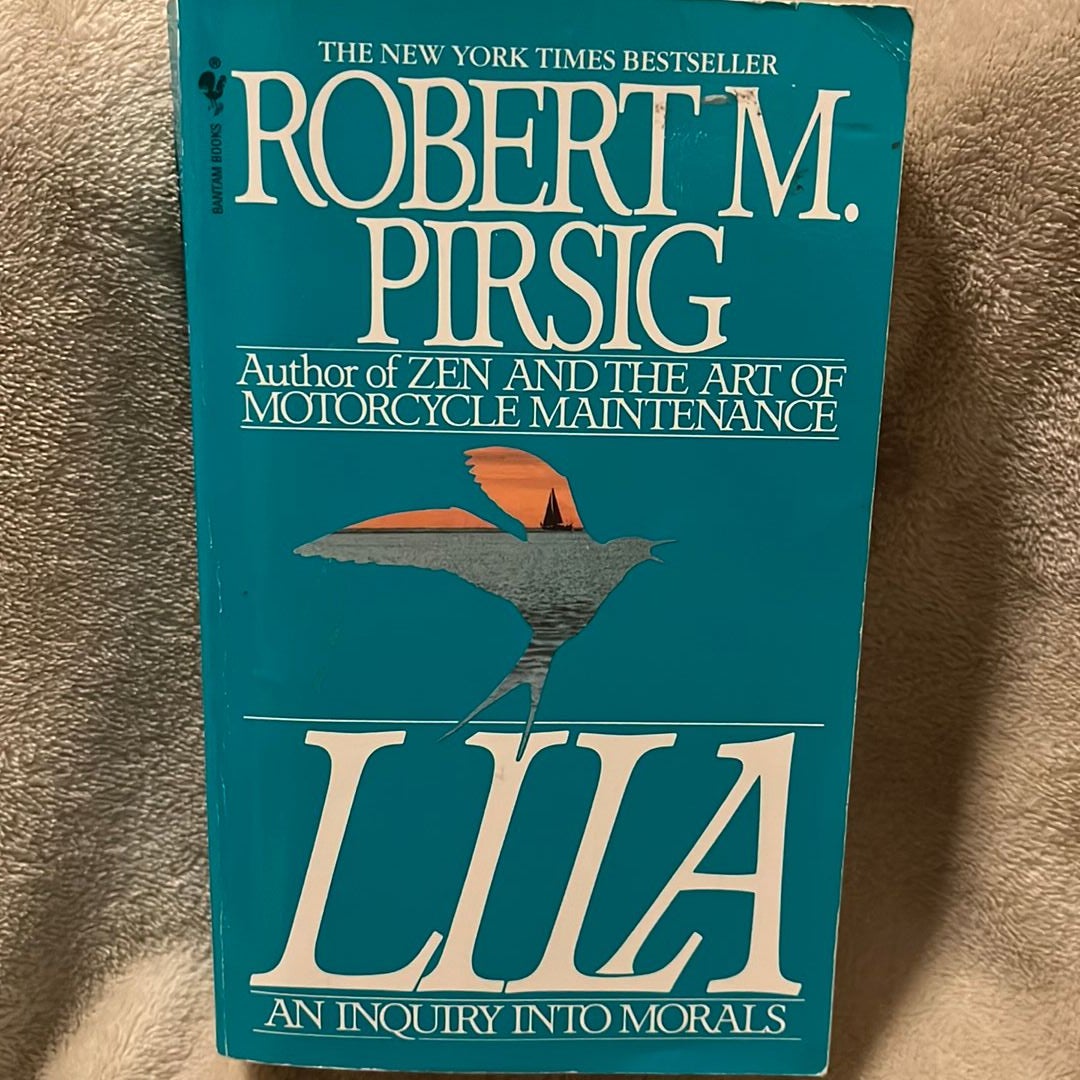 THE NEW YORK TIMES BESTSELLER
BANTAM BOOKS
ROBERT M.
PIRSIG
Author of ZEN AND THE ART OF
MOTORCYCLE MAINTENANCE
LILA
AN INQUIRY INTO MORALS